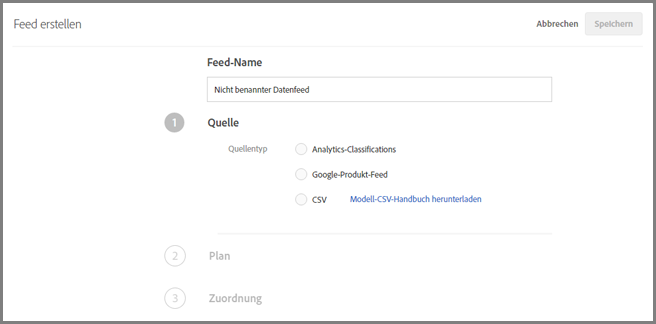 Feed erstellen
Abbrechen Speichern
Feed-Name
Nicht benannter Datenfeed
1 Quelle
Quellentyp Analytics-Classifications
Google-Produkt-Feed
CSV Modell-CSV-Handbuch herunterladen
2 Plan
3 Zuordnung